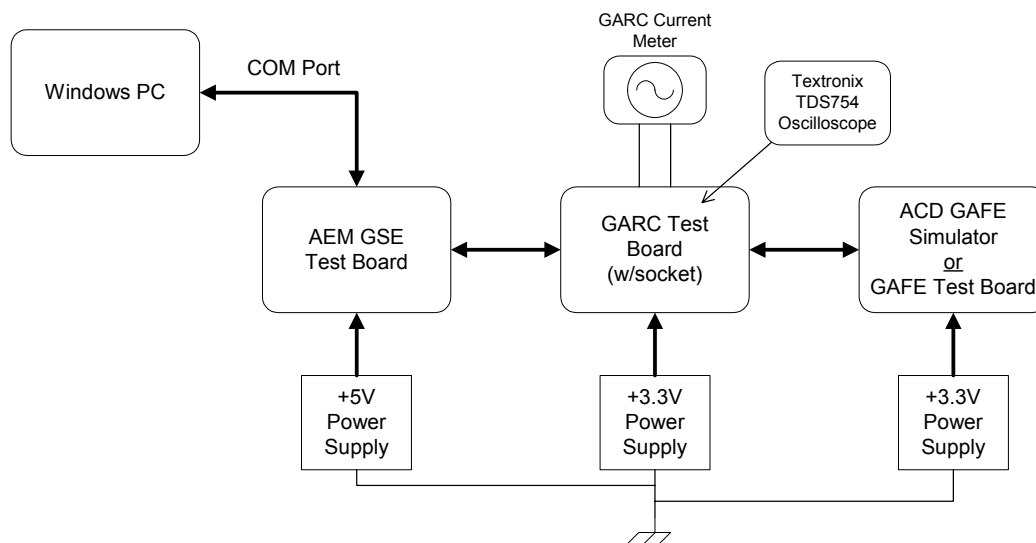 GARC Current
Meter
COM Port
Windows PC
Textronix
TDS754
Oscilloscope
AEM GSE
Test Board
GARC Test
Board
(w/socket)
ACD GAFE
Simulator
or
GAFE Test Board
+5V
Power
Supply
+3.3V
Power
Supply
+3.3V
Power
Supply